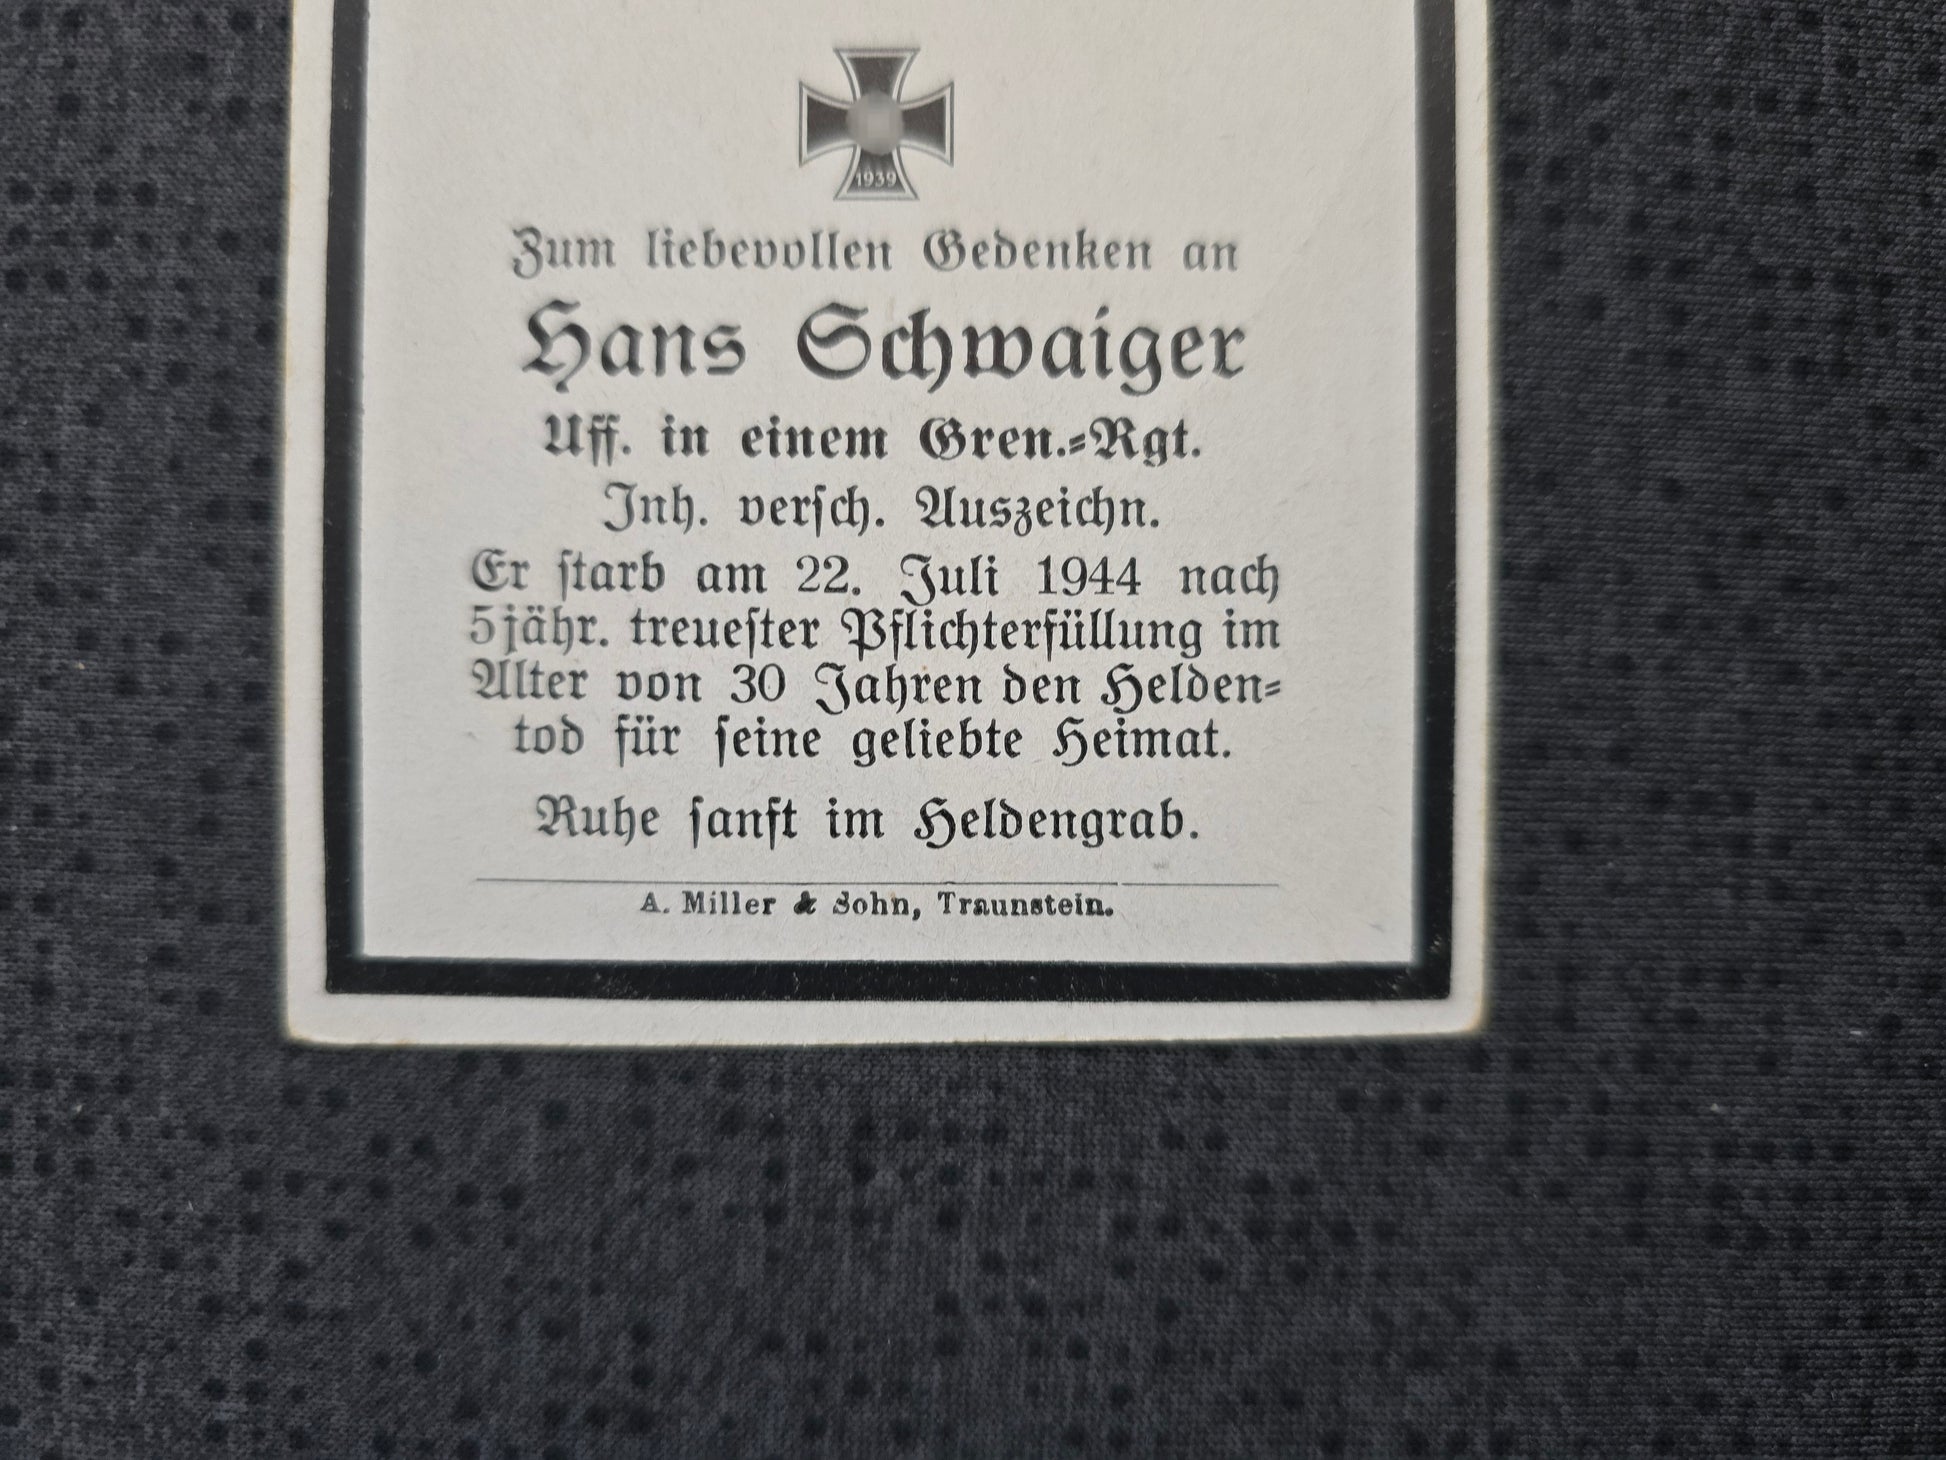 1939
Zum liebevollen Gedenken an
Hans Schwaiger
Uff. in einem Gren.-Rgt.
Inh. versch. Auszeichn.
Er starb am 22. Juli 1944 nach
5jähr. treuester Pflichterfüllung im
Alter von 30 Jahren den Helden-
tod für seine geliebte Heimat.
Ruhe sanft im Heldengrab.
A. Miller & Sohn, Traunstein.